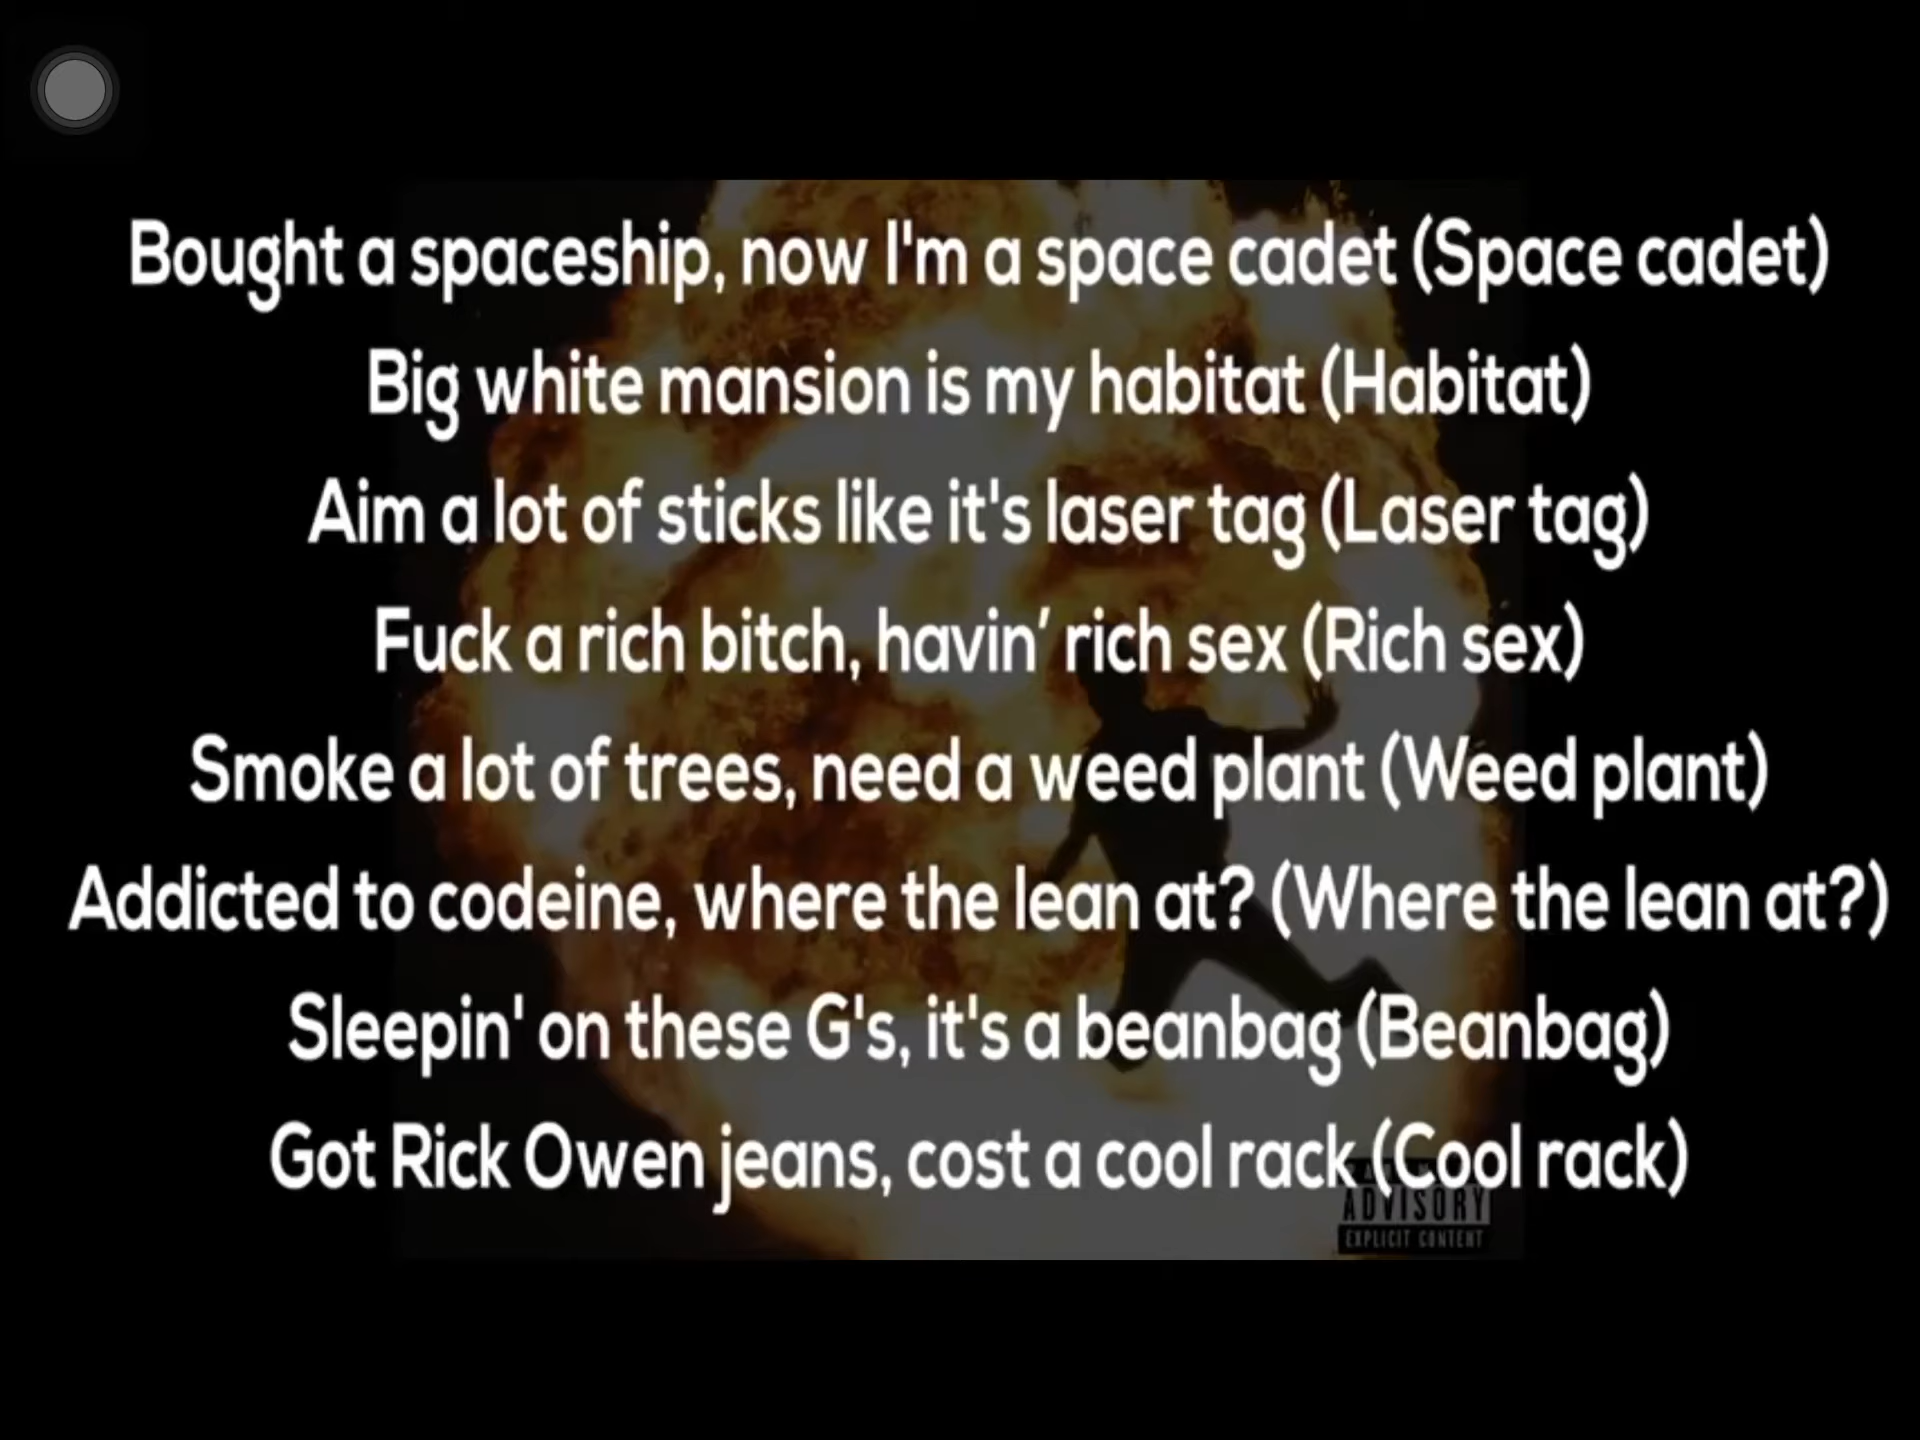 Bought a spaceship, now I'm a space cadet (Space cadet)
Big white mansion is my habitat (Habitat)
Aim a lot of sticks like it's laser tag (Laser tag)
Fuck a rich bitch, havin' rich sex (Rich sex)
Smoke a lot of trees, need a weed plant (Weed plant)
Addicted to codeine, where the lean at? (Where the lean at?)
Sleepin' on these G's, it's a beanbag (Beanbag)
Got Rick Owen jeans, cost a cool rack (Cool rack)
ADVISORY
EXPLICIT CONTENT